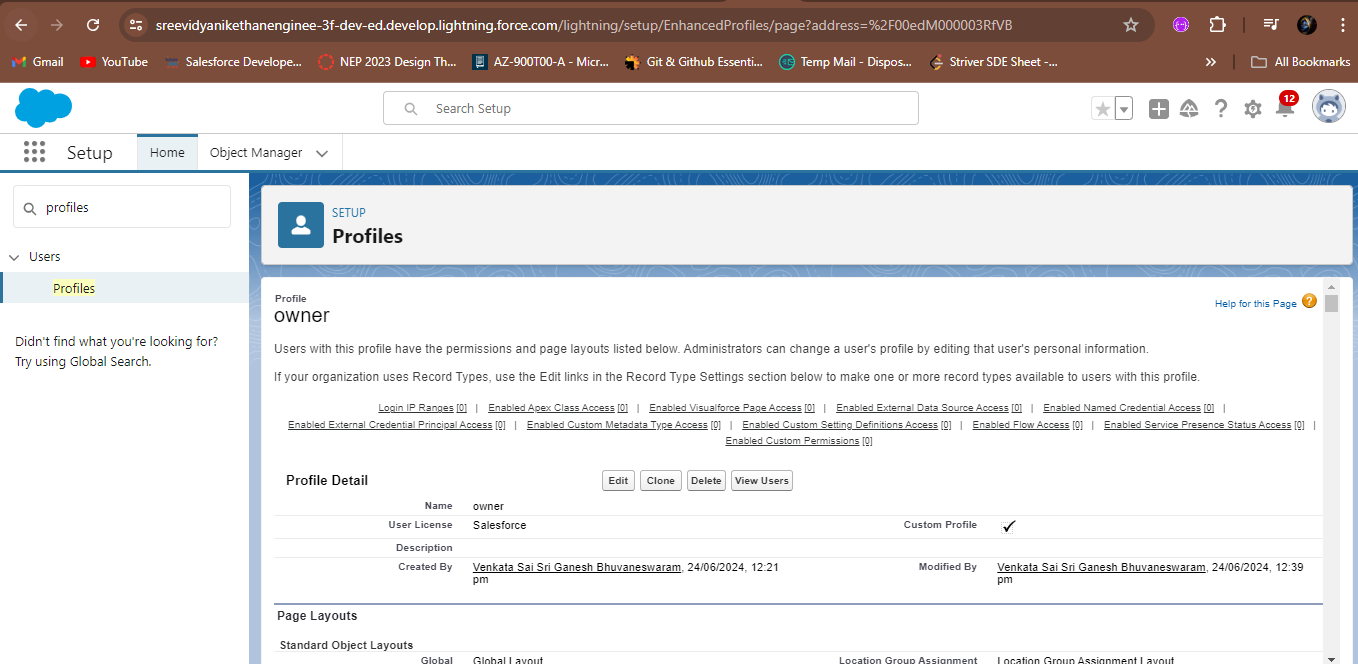 sreevidyanikethanenginee-3f-dev-ed.develop.lightning.force.com/lightning/setup/EnhancedProfiles/page?address=%2F00edM000003RfVB
Gmail YouTube Salesforce Develope... NEP 2023 Design Th... AZ-900T00-A - Micr... Git & Github Essenti... Temp Mail - Dispos... Striver SDE Sheet -... » All Bookmarks
Search Setup
12
Setup Home Object Manager
profiles
Users
Profiles
Didn't find what you're looking for?
Try using Global Search.
SETUP
Profiles
Profile
owner
Help for this Page ?
Users with this profile have the permissions and page layouts listed below. Administrators can change a user's profile by editing that user's personal information.
If your organization uses Record Types, use the Edit links in the Record Type Settings section below to make one or more record types available to users with this profile.
Login IP Ranges [0] | Enabled Apex Class Access [0] | Enabled Visualforce Page Access [0] | Enabled External Data Source Access [0] | Enabled Named Credential Access [0] |
Enabled External Credential Principal Access [0] | Enabled Custom Metadata Type Access [0] | Enabled Custom Setting Definitions Access [0] | Enabled Flow Access [0] | Enabled Service Presence Status Access [0] |
Enabled Custom Permissions [0]
Profile Detail Edit Clone Delete View Users
Name owner
User License Salesforce Custom Profile ✓
Description
Created By Venkata Sai Sri Ganesh Bhuvaneswaram, 24/06/2024, 12:21 pm
Modified By Venkata Sai Sri Ganesh Bhuvaneswaram, 24/06/2024, 12:39 pm
Page Layouts
Standard Object Layouts
Global Global Layout Location Group Assignment Location Group Assignment Layout